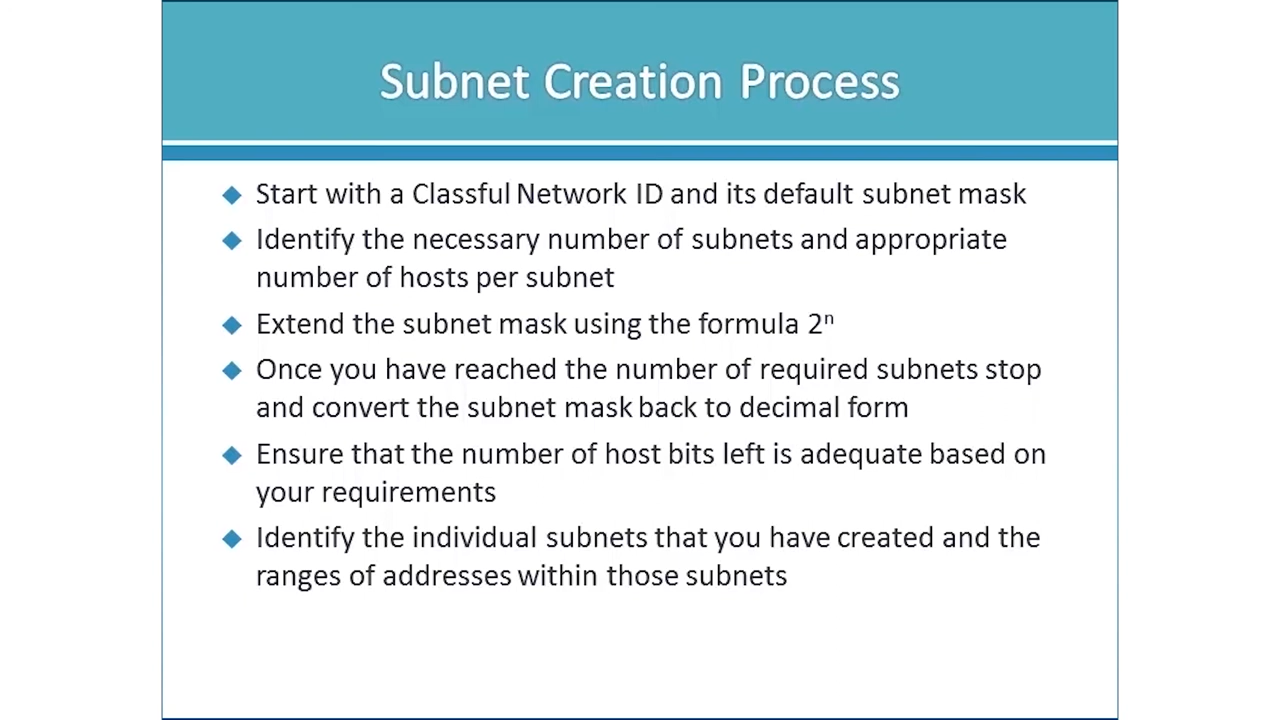 Subnet Creation Process
Start with a Classful Network ID and its default subnet mask
Identify the necessary number of subnets and appropriate
number of hosts per subnet
Extend the subnet mask using the formula 2ⁿ
Once you have reached the number of required subnets stop
and convert the subnet mask back to decimal form
Ensure that the number of host bits left is adequate based on
your requirements
Identify the individual subnets that you have created and the
ranges of addresses within those subnets